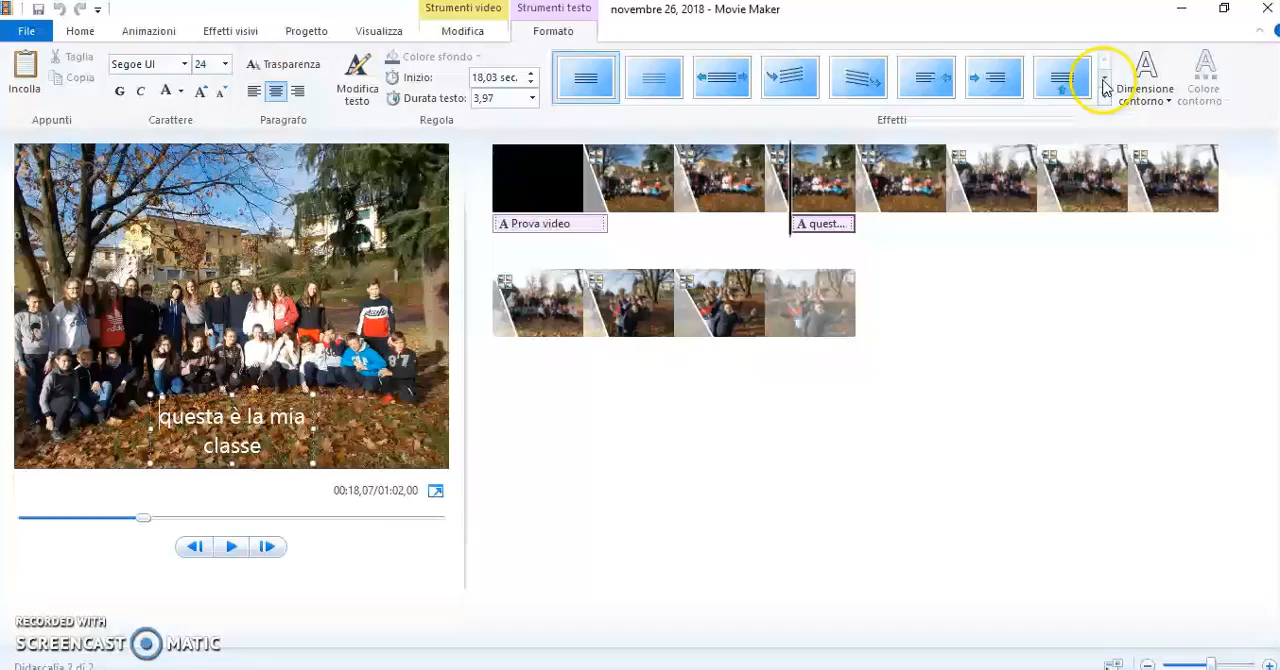 Strumenti video
Strumenti testo
novembre 26, 2018 - Movie Maker
File
Home
Animazioni
Effetti visivi
Progetto
Visualizza
Modifica
Formato
Incolla
Taglia
Copia
Appunti
Segoe UI
24
G C A A A
Carattere
Trasparenza
Paragrafo
Modifica
testo
Colore sfondo
Inizio:
18,03 sec.
Durata testo:
3,97
Regola
Effetti
Dimensione
contorno
Colore
contorno
questa è la mia
classe
00:18,07/01:02,00
A Prova video
A quest...
RECORDED WITH
SCREENCAST MATIC
Didascalia 2 di 2